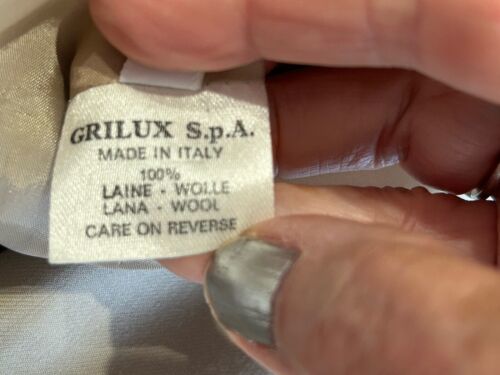 GRILUX S.p.A.
MADE IN ITALY
100%
LAINE - WOLLE
LANA - WOOL
CARE ON REVERSE